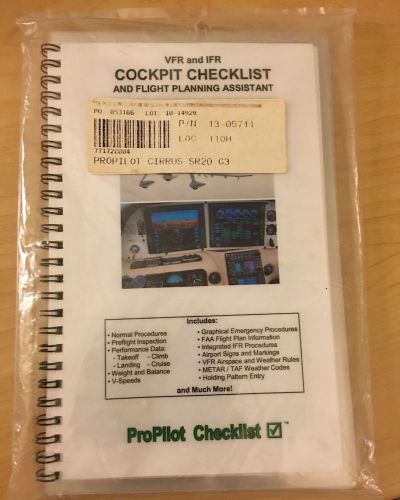 VFR and IFR
COCKPIT CHECKLIST
AND FLIGHT PLANNING ASSISTANT
PO 053166 LOT 10-14929
P/N 13-05711
LOC 110H
771720004
PROPILOT CIRRUS SR20 G3
Includes:
• Normal Procedures
• Preflight Inspection
• Performance Data:
- Takeoff - Climb
- Landing - Cruise
• Weight and Balance
• V-Speeds
• Graphical Emergency Procedures
• FAA Flight Plan Information
• Integrated IFR Procedures
• Airport Signs and Markings
• VFR Airspace and Weather Rules
• METAR / TAF Weather Codes
• Holding Pattern Entry
and Much More!
ProPilot Checklist ™